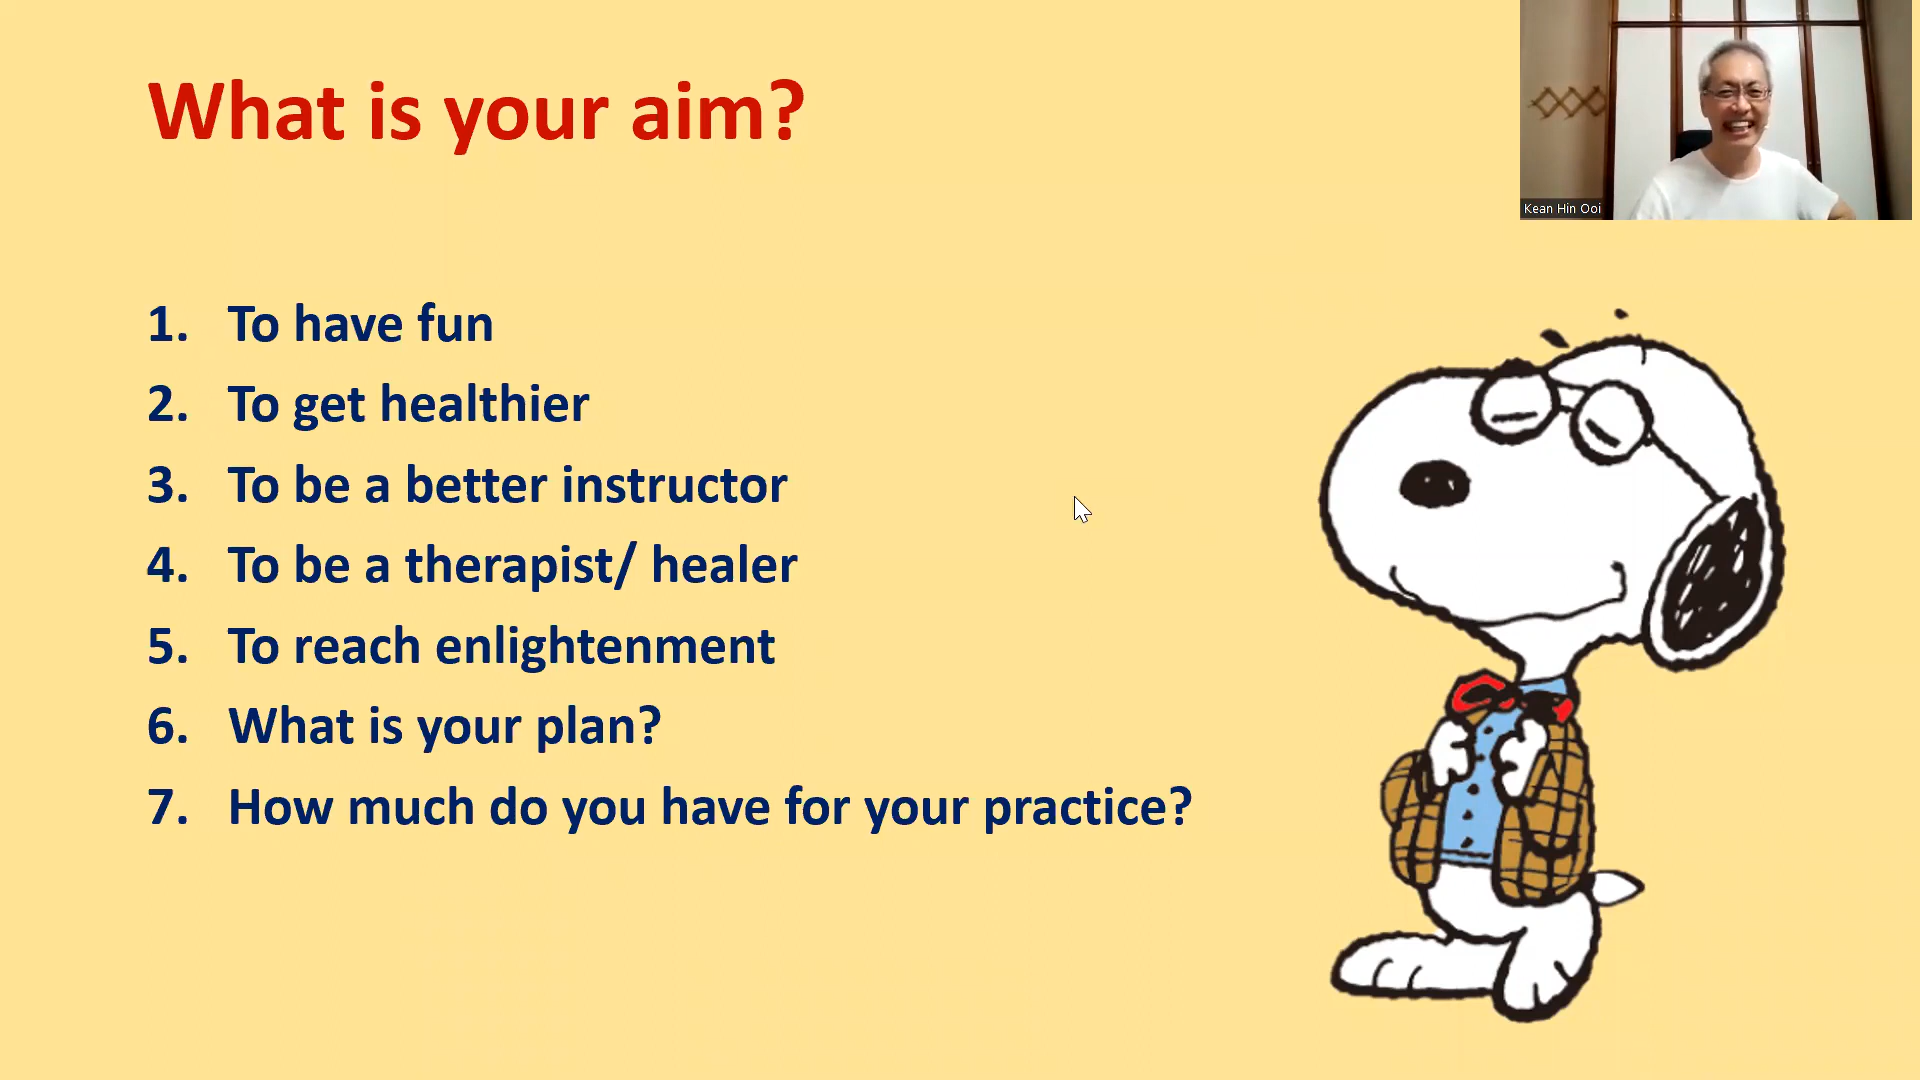 What is your aim?
1. To have fun
2. To get healthier
3. To be a better instructor
4. To be a therapist/ healer
5. To reach enlightenment
6. What is your plan?
7. How much do you have for your practice?
Kean Hin Ooi